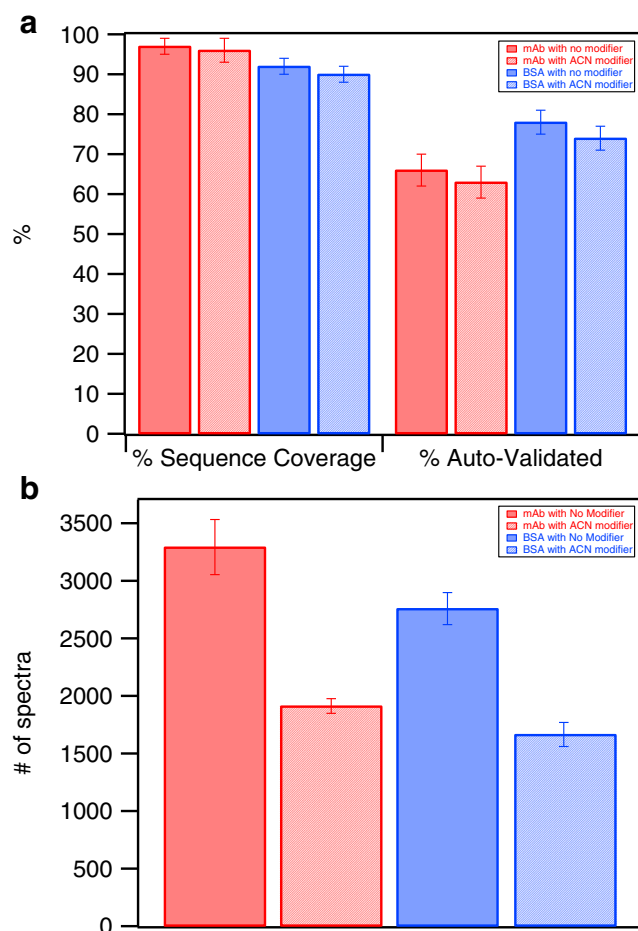 a
100
90
80
70
60
50
40
30
20
10
0
%
mAb with no modifier
mAb with ACN modifier
BSA with no modifier
BSA with ACN modifier
% Sequence Coverage
% Auto-Validated
b
3500
3000
2500
2000
1500
1000
500
0
# of spectra
mAb with No Modifier
mAb with ACN modifier
BSA with No Modifier
BSA with ACN modifier